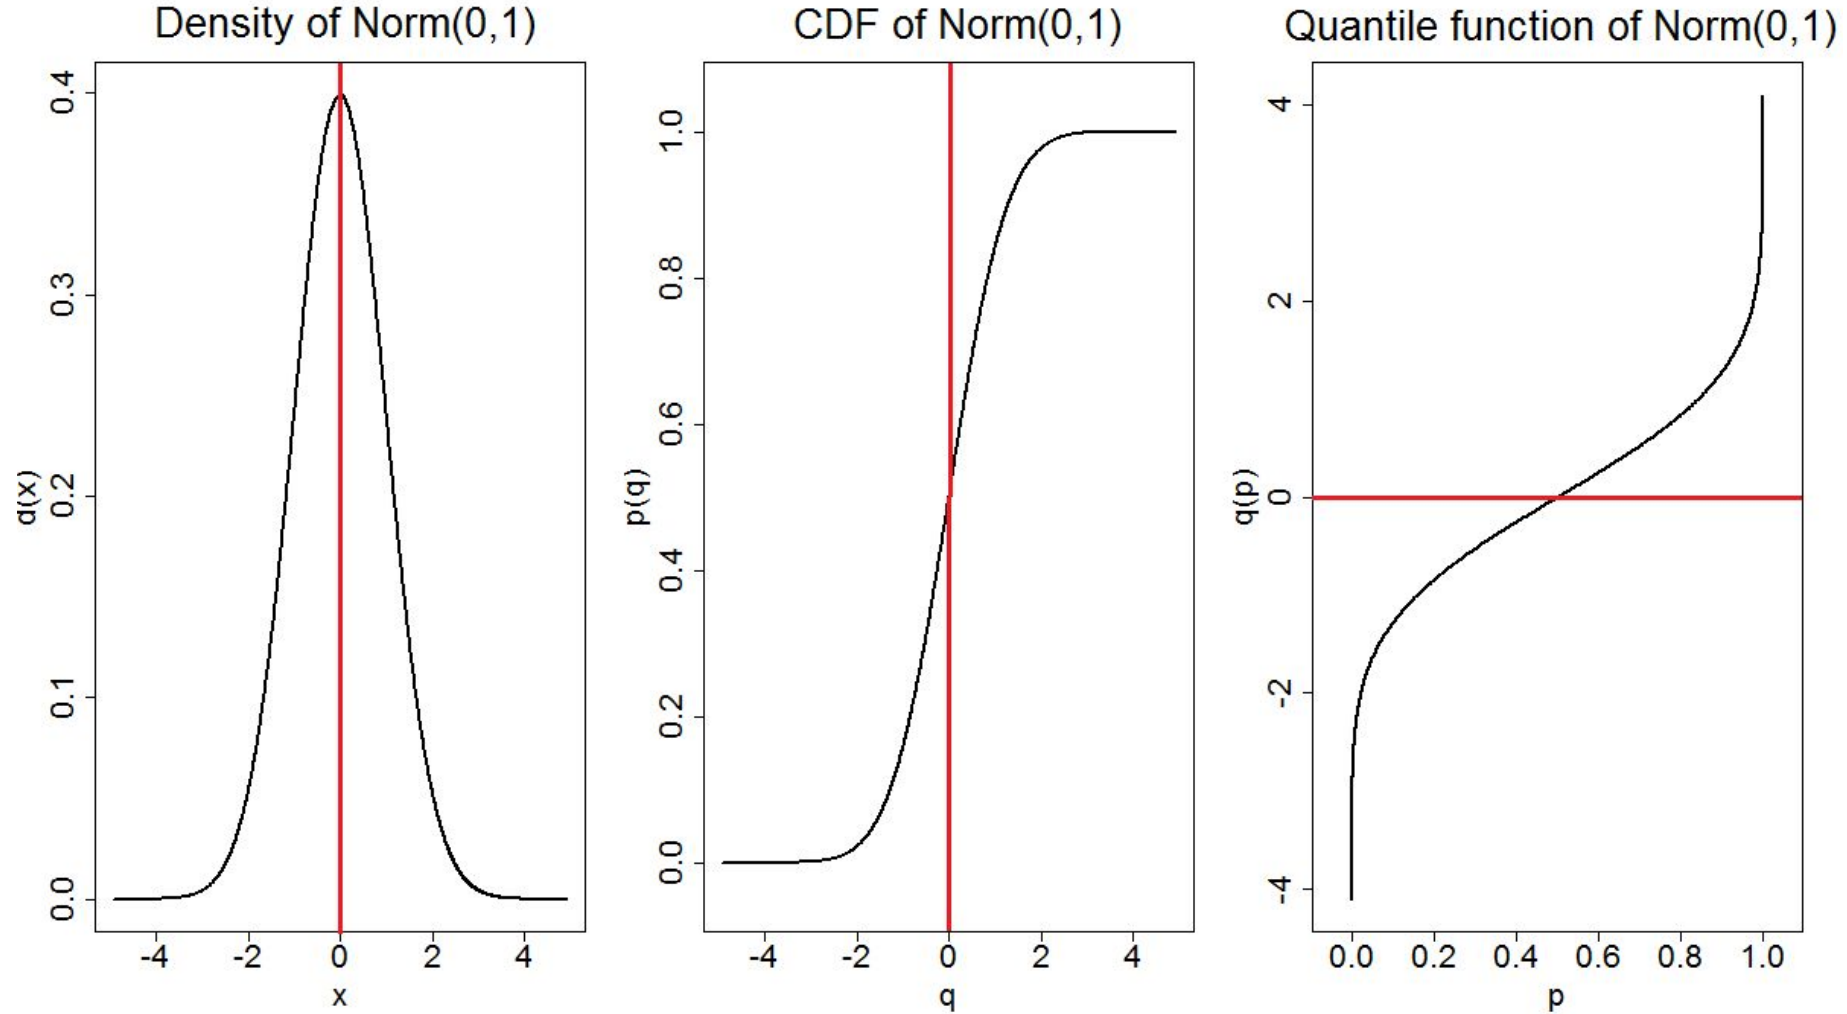 Density of Norm(0,1)
0.4
0.3
0.2
0.1
0.0
d(x)
-4 -2 0 2 4
x
CDF of Norm(0,1)
1.0
0.8
0.6
0.4
0.2
0.0
p(q)
-4 -2 0 2 4
q
Quantile function of Norm(0,1)
4
2
0
-2
-4
q(p)
0.0 0.2 0.4 0.6 0.8 1.0
p